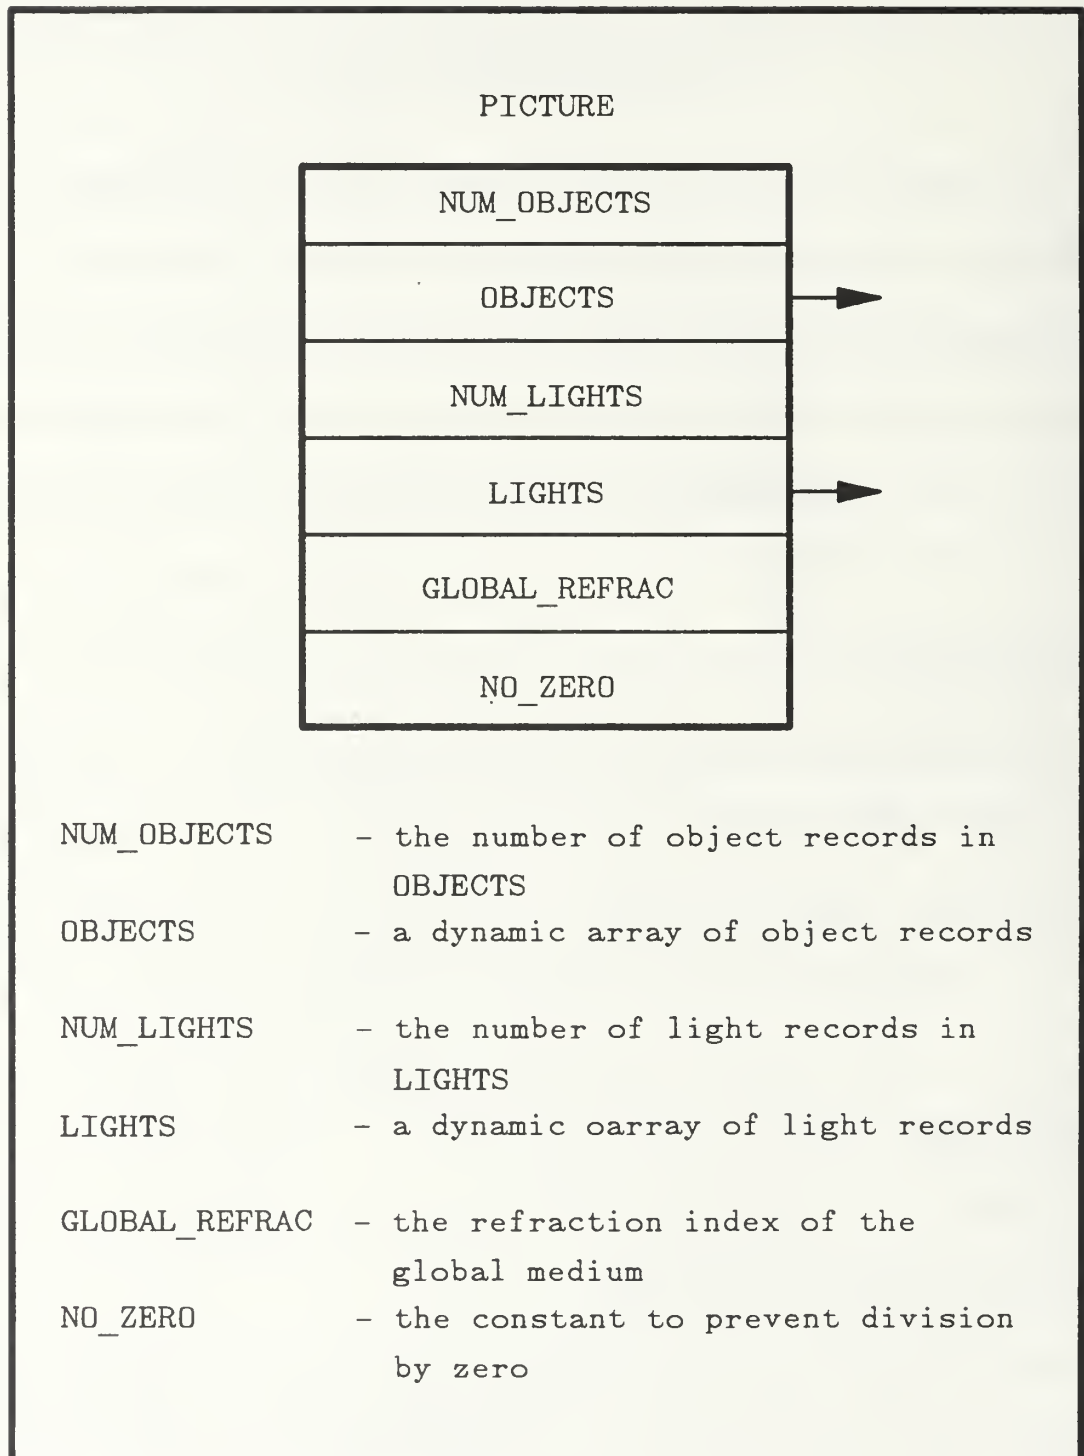 PICTURE
NUM_OBJECTS
OBJECTS
NUM_LIGHTS
LIGHTS
GLOBAL_REFRAC
NO_ZERO
NUM_OBJECTS - the number of object records in
OBJECTS
OBJECTS - a dynamic array of object records
NUM_LIGHTS - the number of light records in
LIGHTS
LIGHTS - a dynamic oarray of light records
GLOBAL_REFRAC - the refraction index of the
global medium
NO_ZERO - the constant to prevent division
by zero